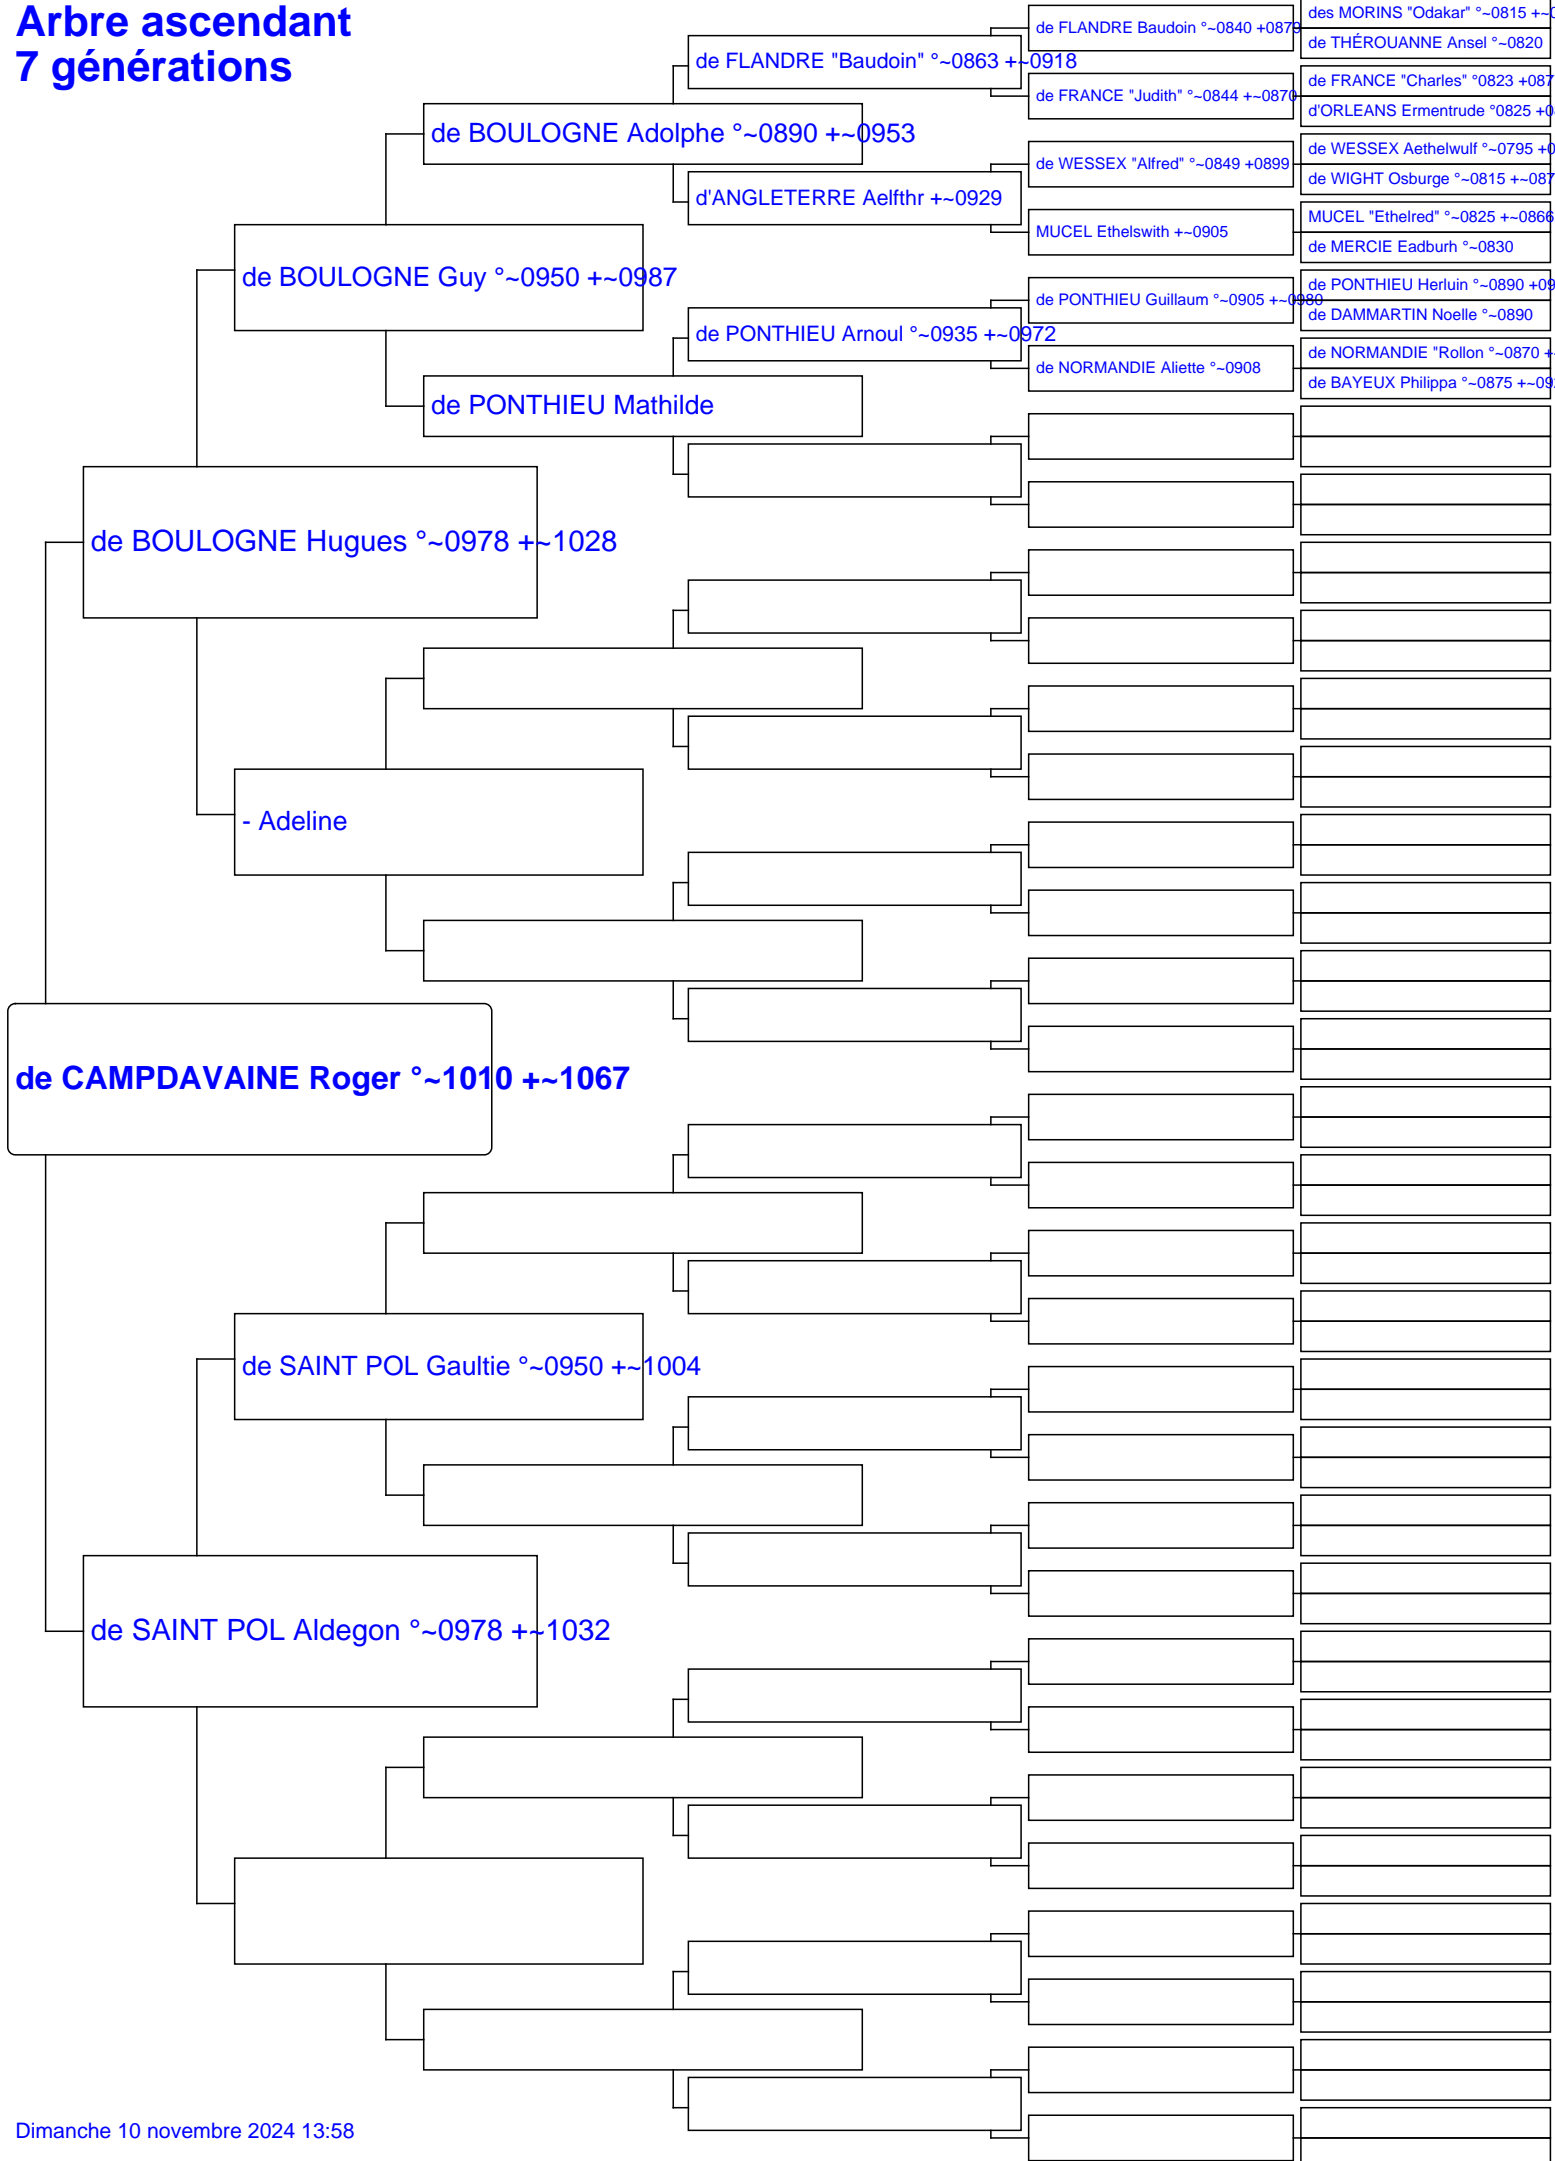 Arbre ascendant
7 générations
des MORINS "Odakar" °~0815 +~0
de FLANDRE Baudoin °~0840 +0879
de THÉROUANNE Ansel °~0820
de FLANDRE "Baudoin" °~0863 +~0918
de FRANCE "Charles" °0823 +087
de FRANCE "Judith" °~0844 +~0870
d'ORLEANS Ermentrude °0825 +0
de BOULOGNE Adolphe °~0890 +~0953
de WESSEX Aethelwulf °~0795 +0
de WESSEX "Alfred" °~0849 +0899
de WIGHT Osburge °~0815 +~087
d'ANGLETERRE Aelfthr +~0929
MUCEL "Ethelred" °~0825 +~0866
MUCEL Ethelswith +~0905
de MERCIE Eadburh °~0830
de BOULOGNE Guy °~0950 +~0987
de PONTHIEU Herluin °~0890 +09
de PONTHIEU Guillaum °~0905 +~0980
de DAMMARTIN Noelle °~0890
de PONTHIEU Arnoul °~0935 +~0972
de NORMANDIE "Rollon °~0870 +
de NORMANDIE Aliette °~0908
de BAYEUX Philippa °~0875 +~09
de PONTHIEU Mathilde
de BOULOGNE Hugues °~0978 +~1028
- Adeline
de CAMPDAVAINE Roger °~1010 +~1067
de SAINT POL Gaultie °~0950 +~1004
de SAINT POL Aldegon °~0978 +~1032
Dimanche 10 novembre 2024 13:58